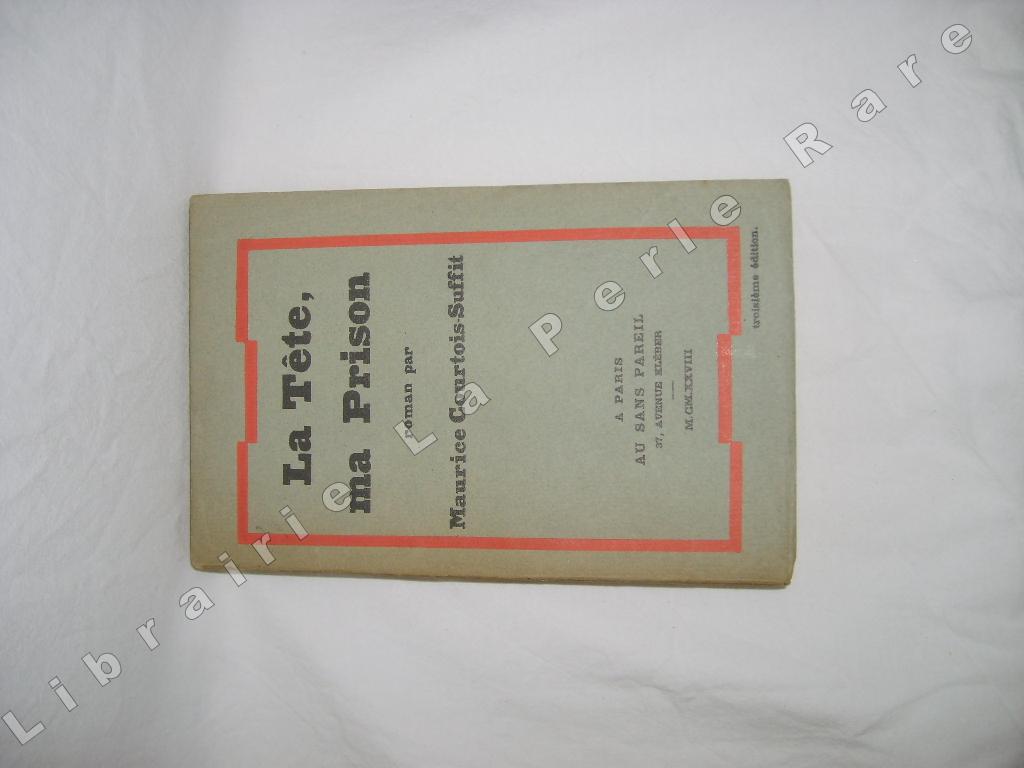 La Tête,
ma Prison
roman par
Maurice Courtois-Suffit
A PARIS
AU SANS PAREIL
37, AVENUE KLÉBER
M.CM.XXVIII
troisième édition.
Librairie La Perle Rare